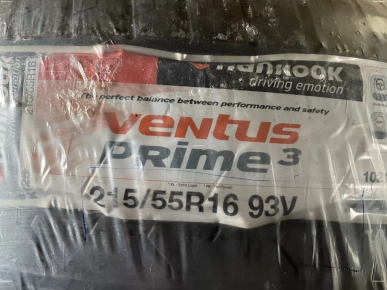 Hankook
driving emotion
The perfect balance between performance and safety
Ventus
PRIME³
215/55R16 93V